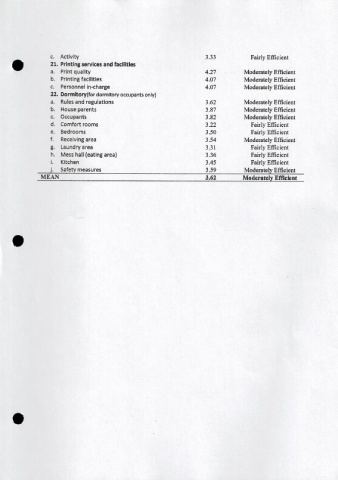 c. Activity 3.33 Fairly Efficient
21. Printing services and facilities
a. Print quality 4.27 Moderately Efficient
b. Printing facilities 4.07 Moderately Efficient
c. Personnel in-charge 4.07 Moderately Efficient
22. Dormitory(for dormitory occupants only)
a. Rules and regulations 3.62 Moderately Efficient
b. House parents 3.87 Moderately Efficient
c. Occupants 3.82 Moderately Efficient
d. Comfort rooms 3.22 Fairly Efficient
e. Bedrooms 3.50 Fairly Efficient
f. Receiving area 3.54 Moderately Efficient
g. Laundry area 3.31 Fairly Efficient
h. Mess hall (eating area) 3.36 Fairly Efficient
i. Kitchen 3.45 Fairly Efficient
j. Safety measures 3.59 Moderately Efficient
MEAN 3.62 Moderately Efficient